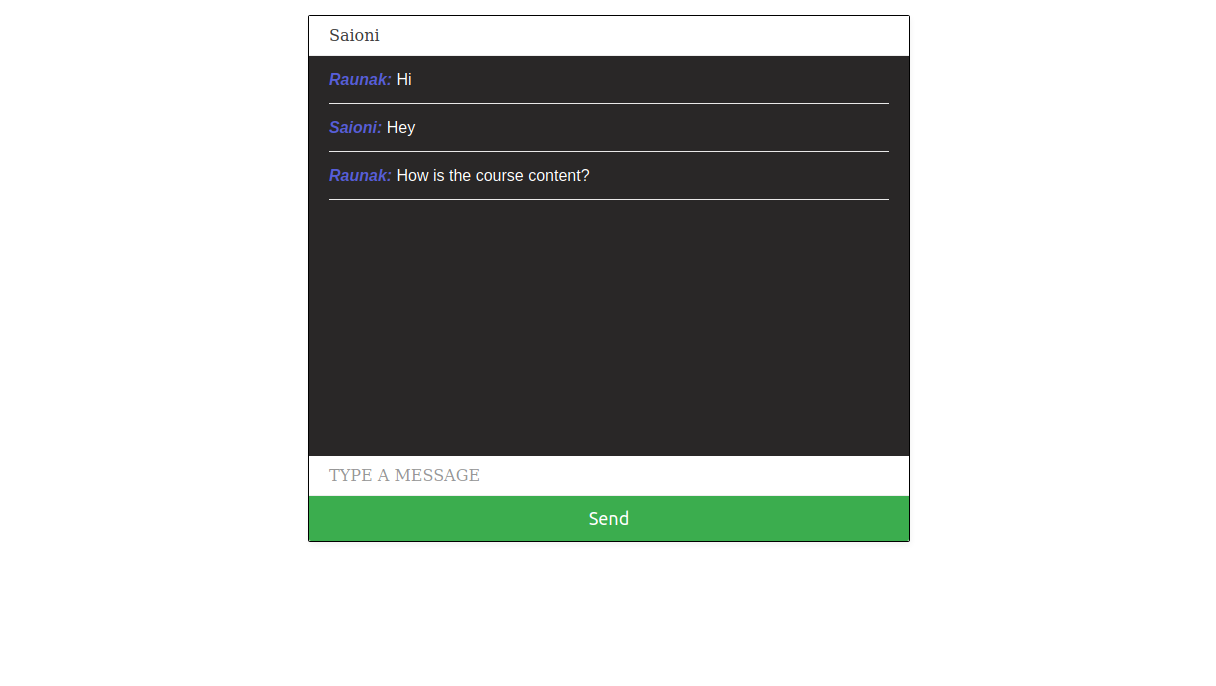 Saioni
Raunak: Hi
Saioni: Hey
Raunak: How is the course content?
TYPE A MESSAGE
Send